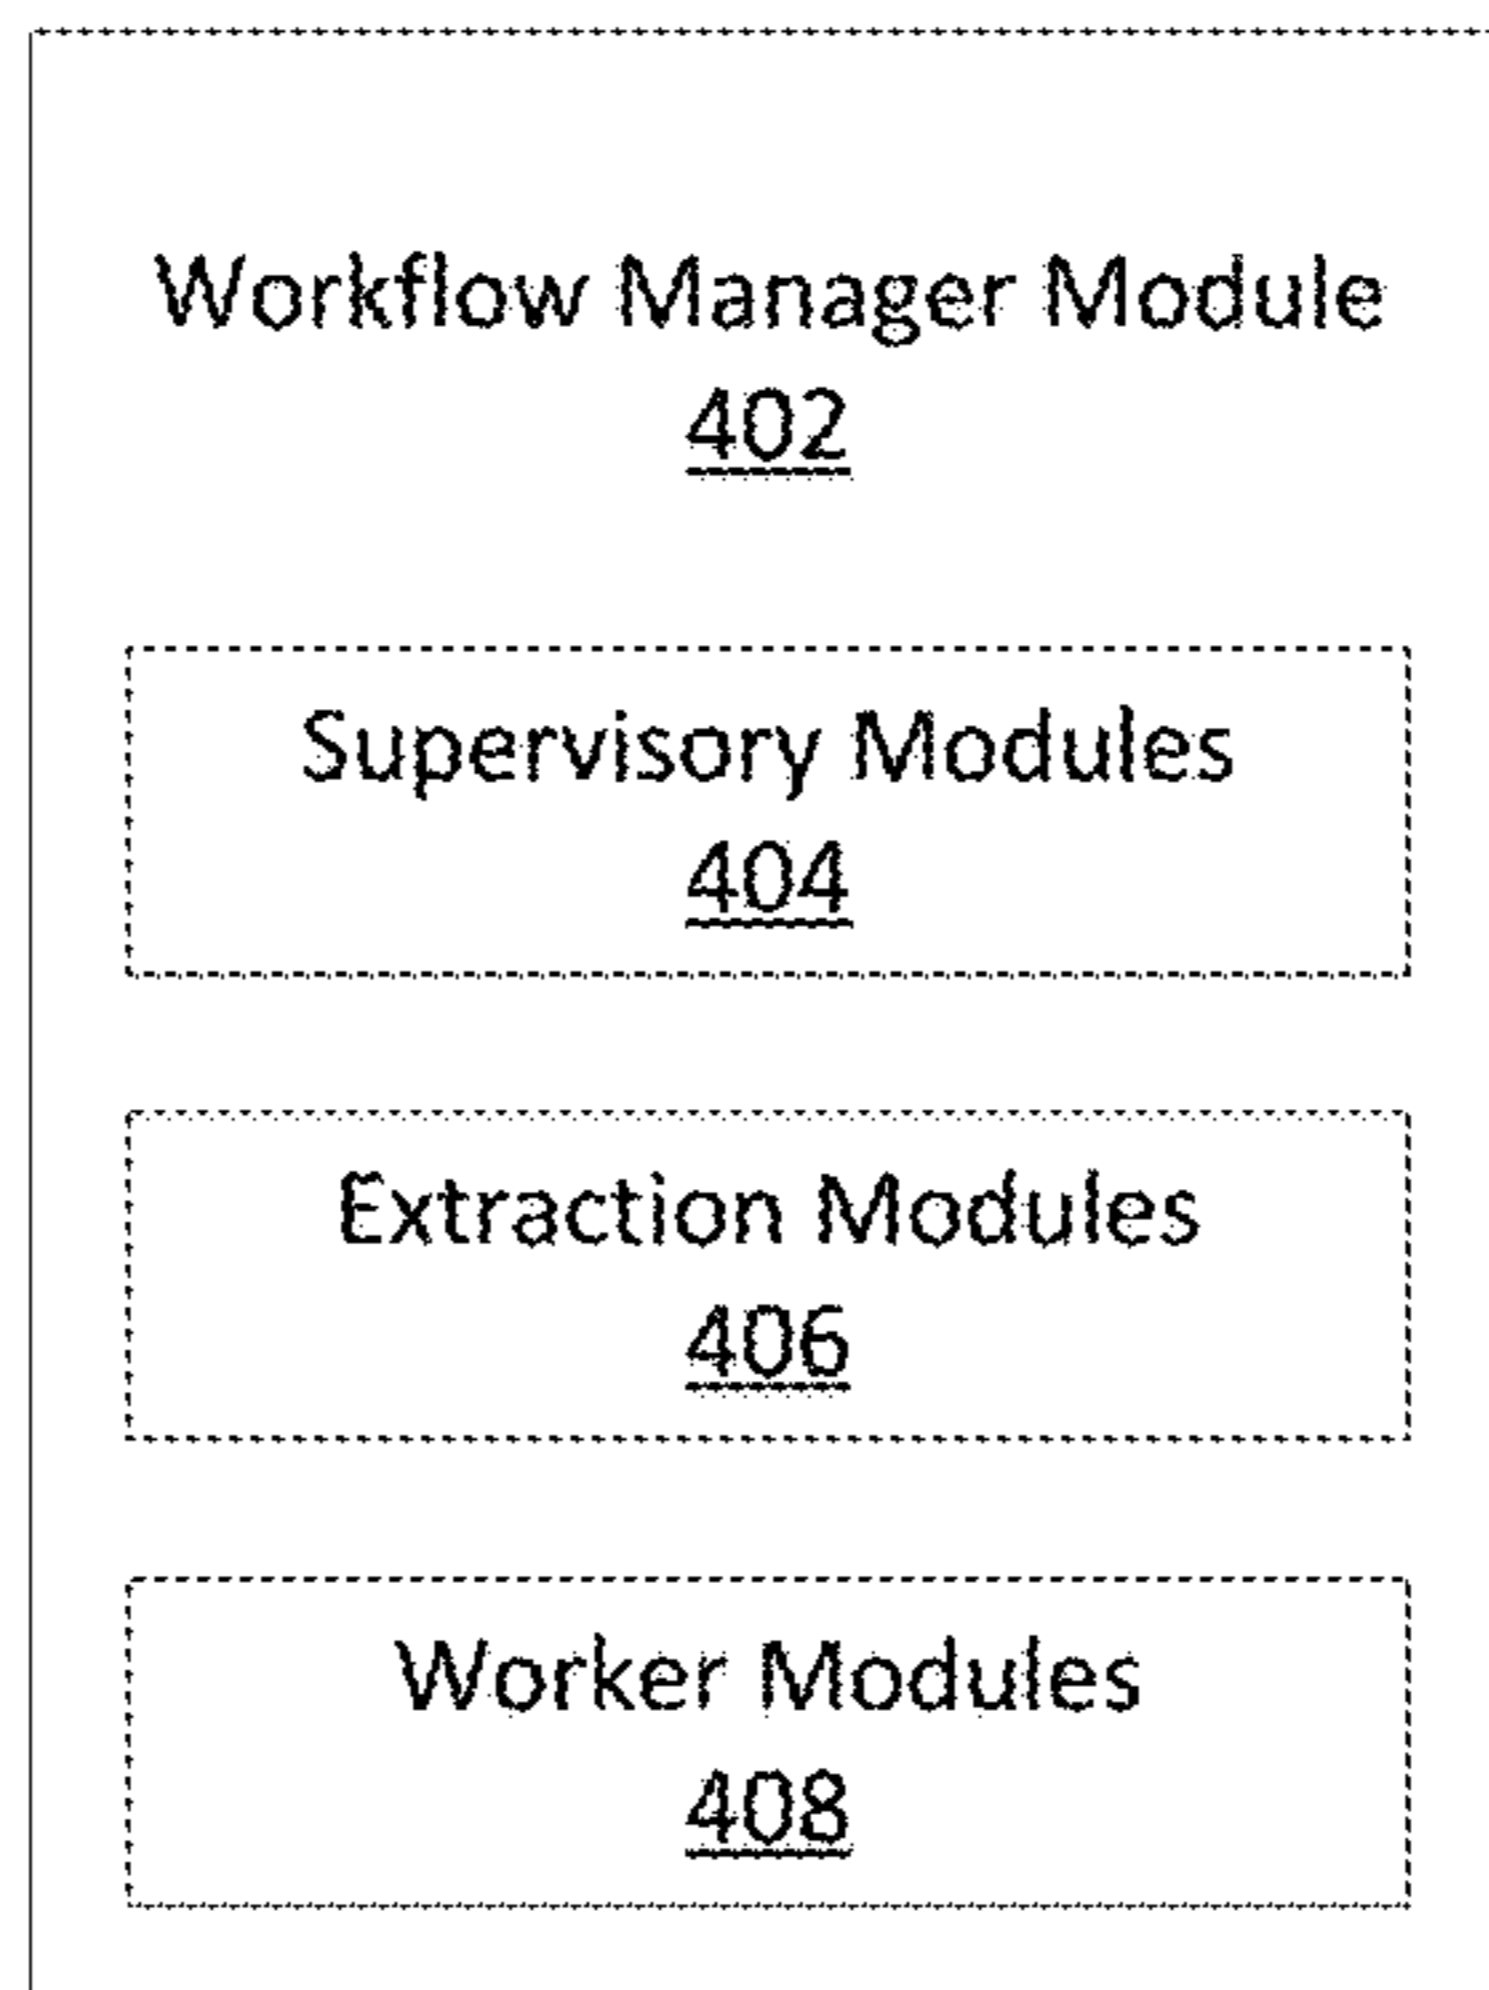 Workflow Manager Module
402
Supervisory Modules
404
Extraction Modules
406
Worker Modules
408